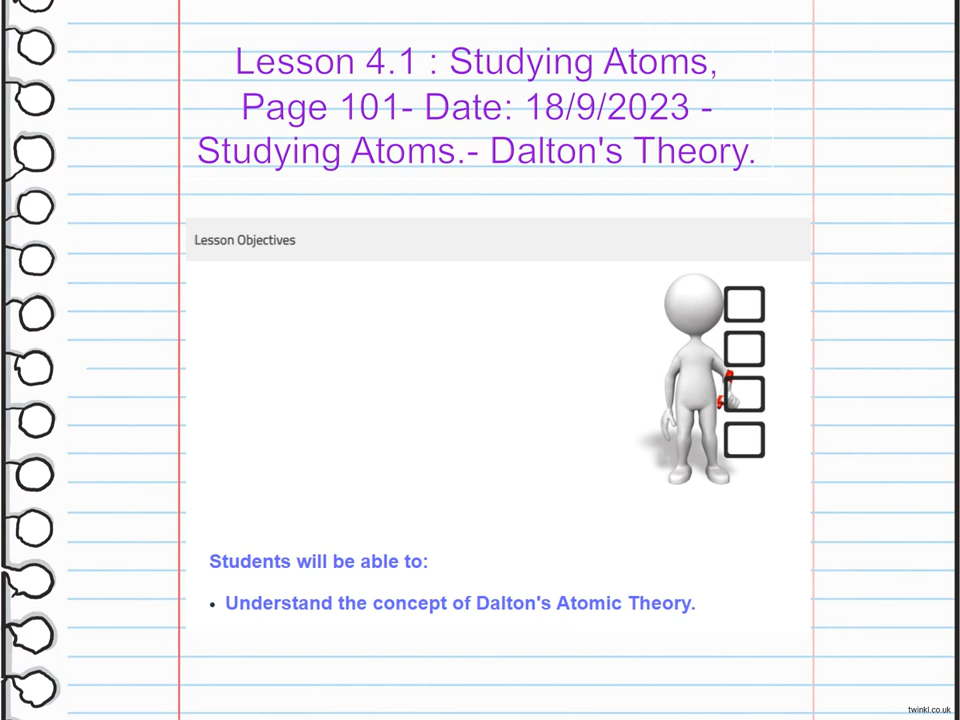 Lesson 4.1 : Studying Atoms,
Page 101- Date: 18/9/2023 -
Studying Atoms.- Dalton's Theory.
Lesson Objectives
Students will be able to:
• Understand the concept of Dalton's Atomic Theory.
twinkl.co.uk